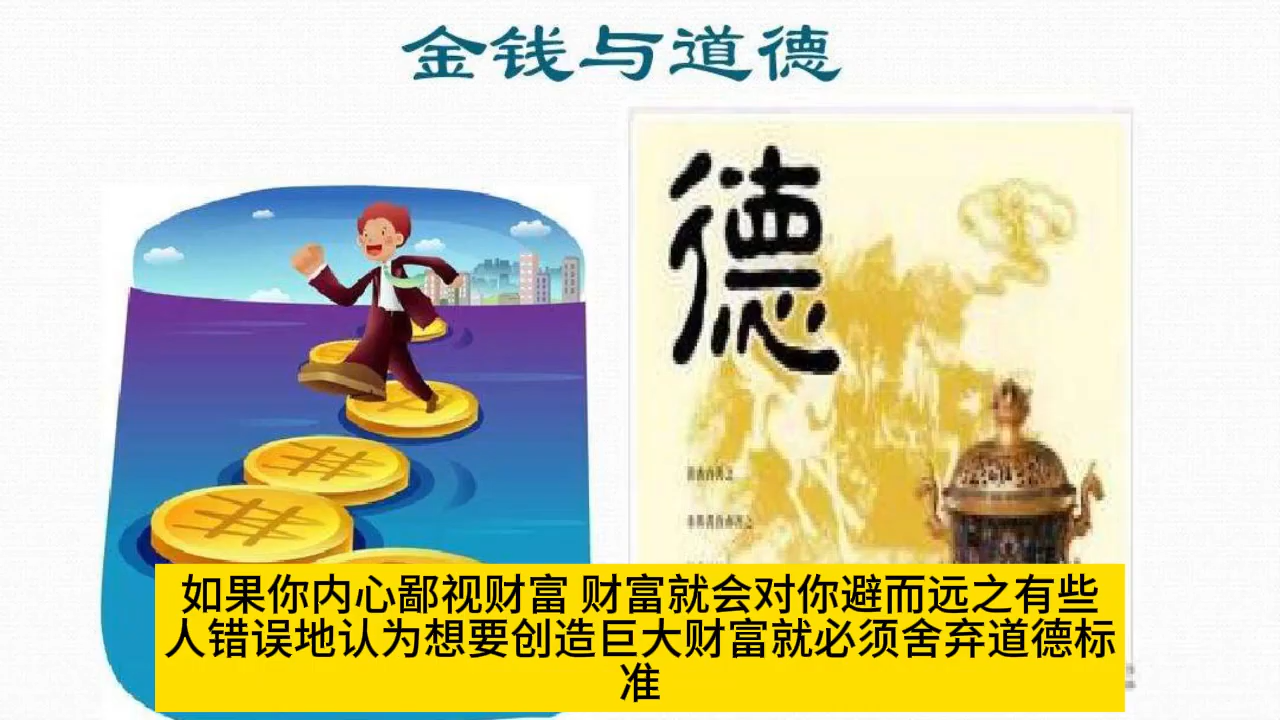 金钱与道德
德
如果你内心鄙视财富 财富就会对你避而远之有些
人错误地认为想要创造巨大财富就必须舍弃道德标
准